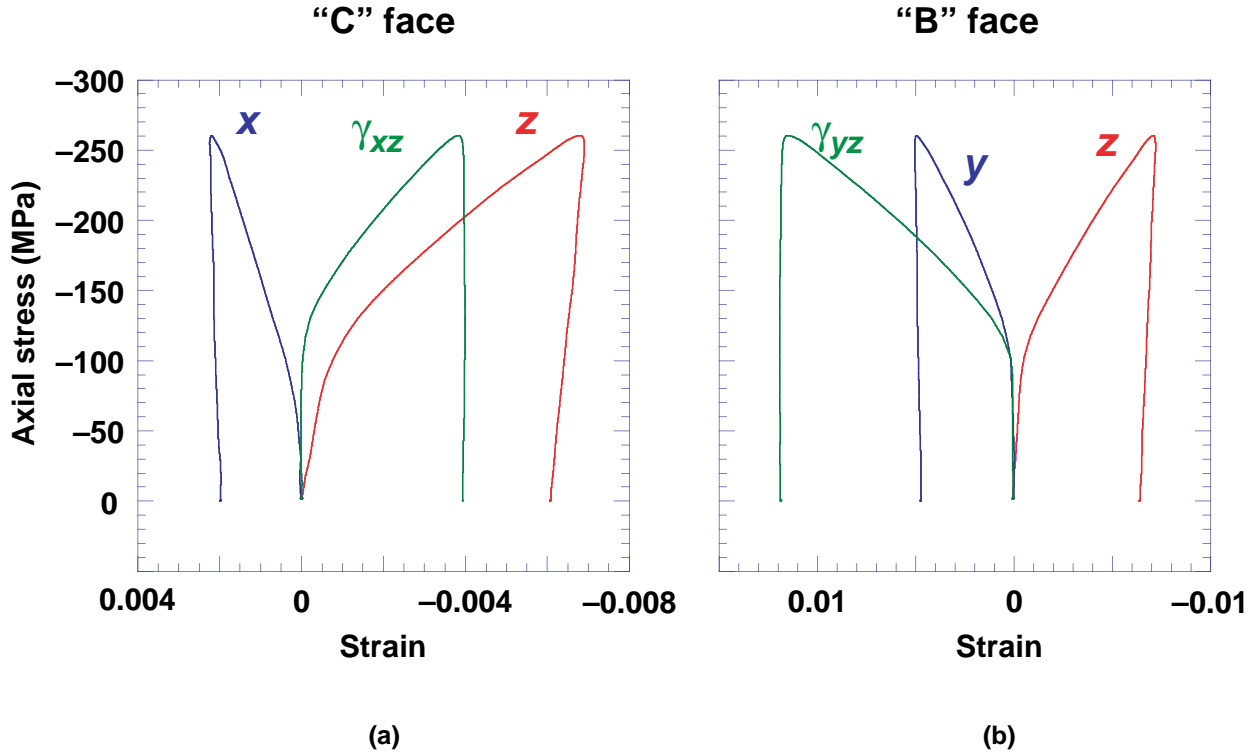 “C” face
“B” face
Axial stress (MPa)
–300
–250
–200
–150
–100
–50
0
x
γxz
z
0.004
0
–0.004
–0.008
Strain
(a)
γyz
y
z
0.01
0
–0.01
Strain
(b)